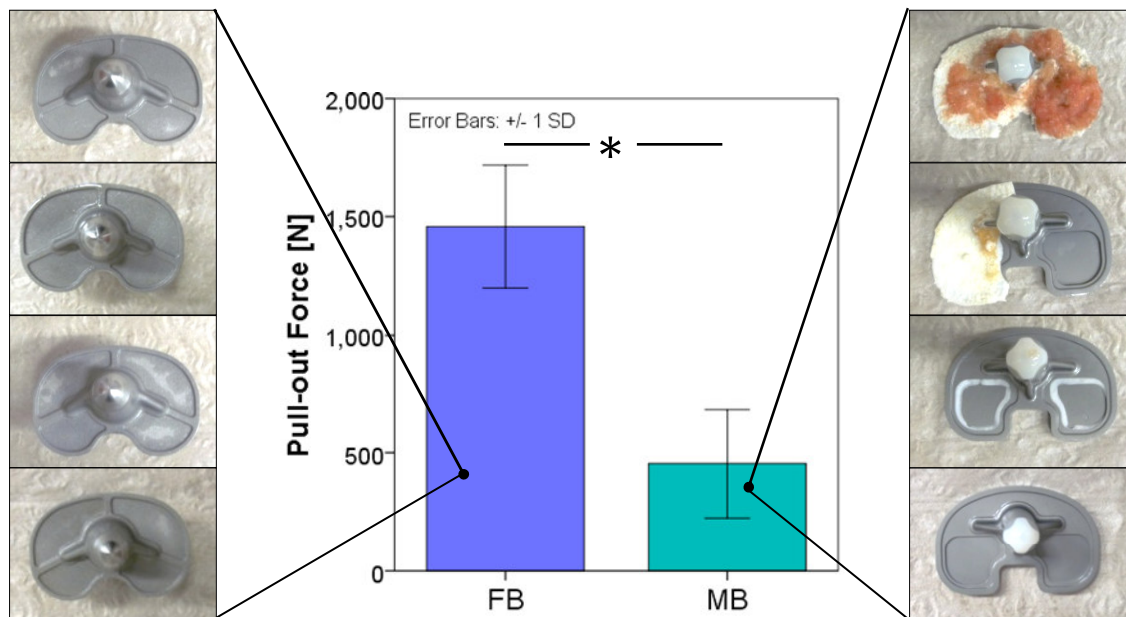 2,000
Error Bars: +/- 1 SD
*
1,500
Pull-out Force [N]
1,000
500
0
FB
MB